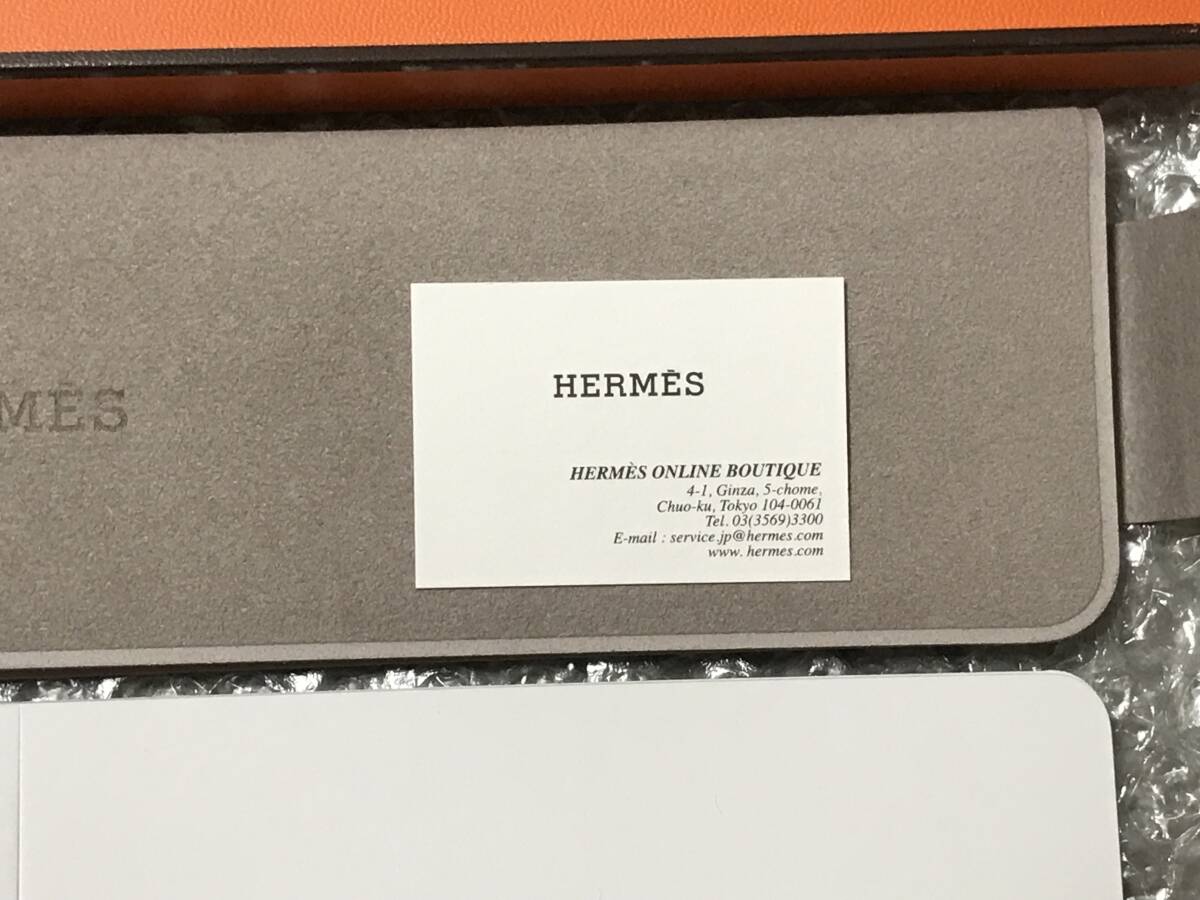 MÈS
HERMÈS
HERMÈS ONLINE BOUTIQUE
4-1, Ginza, 5-chome,
Chuo-ku, Tokyo 104-0061
Tel. 03(3569)3300
E-mail : service.jp@hermes.com
www. hermes.com